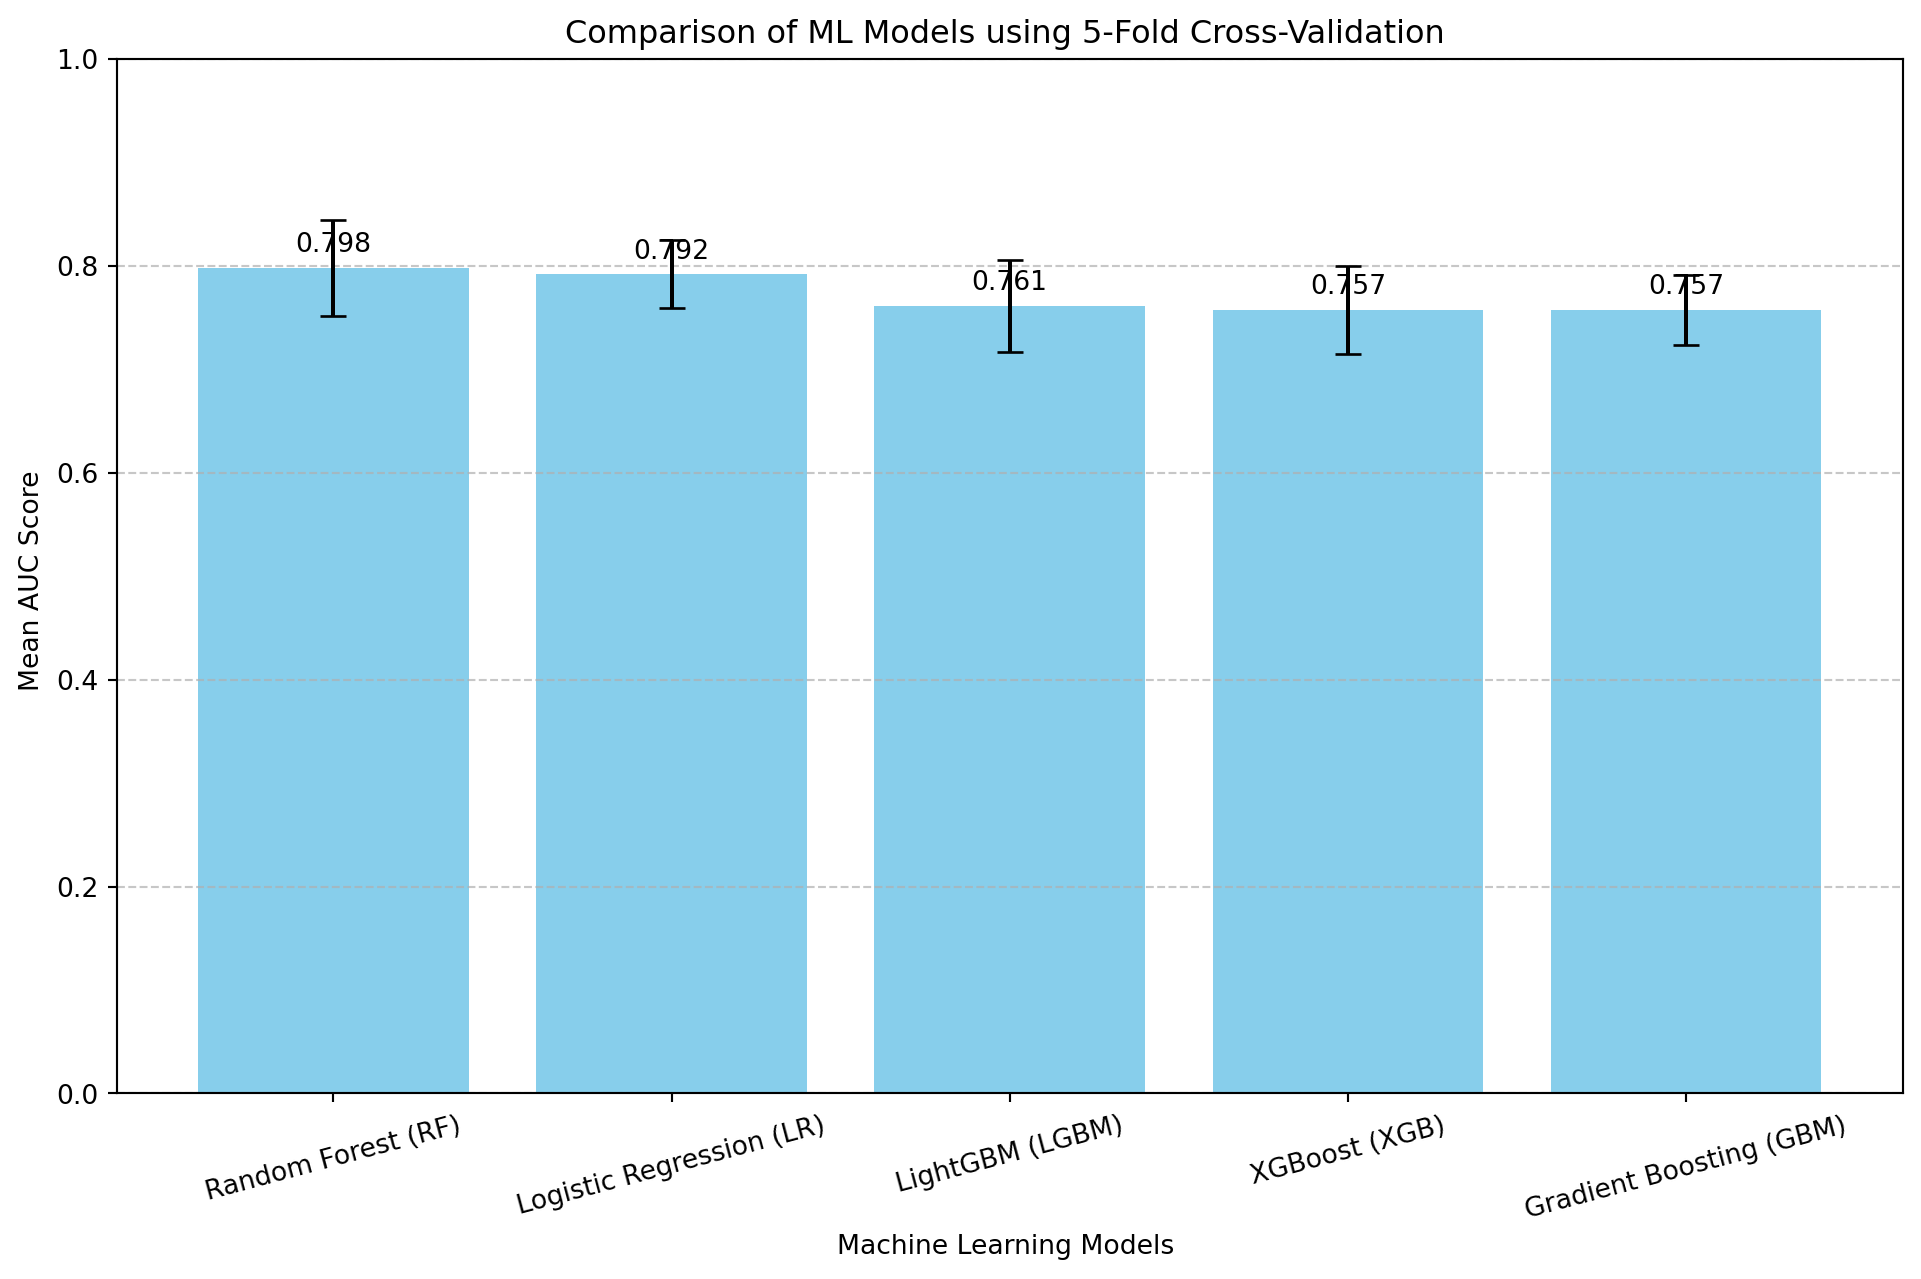 Comparison of ML Models using 5-Fold Cross-Validation
1.0
0.8
0.6
0.4
0.2
0.0
Mean AUC Score
0.798
0.792
0.761
0.757
0.757
Random Forest (RF)
Logistic Regression (LR)
LightGBM (LGBM)
XGBoost (XGB)
Gradient Boosting (GBM)
Machine Learning Models